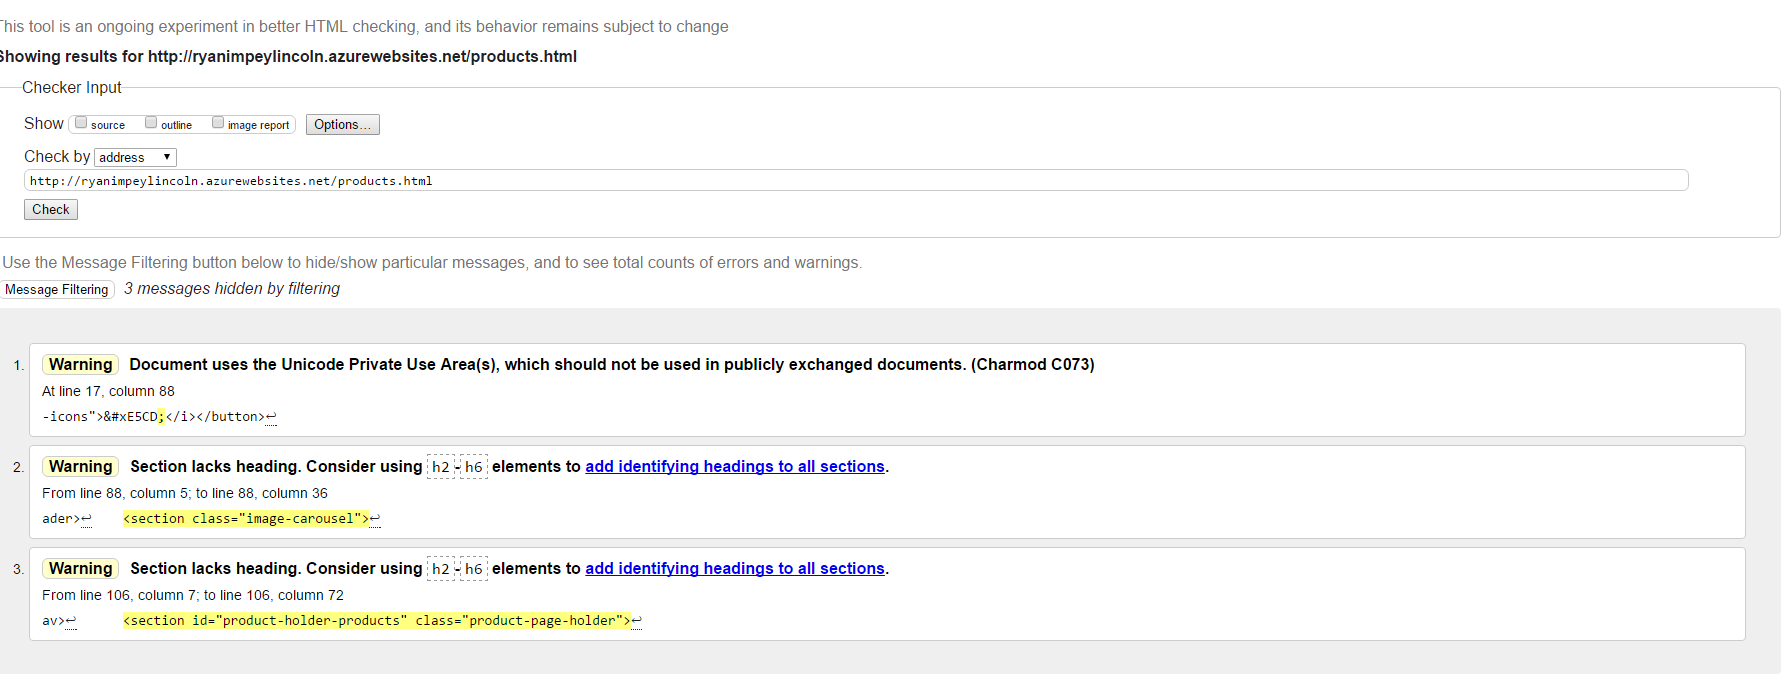 This tool is an ongoing experiment in better HTML checking, and its behavior remains subject to change
Showing results for http://ryanimpeylincoln.azurewebsites.net/products.html
Checker Input
Show source outline image report Options...
Check by address ▼
http://ryanimpeylincoln.azurewebsites.net/products.html
Check
Use the Message Filtering button below to hide/show particular messages, and to see total counts of errors and warnings.
Message Filtering 3 messages hidden by filtering
1. Warning Document uses the Unicode Private Use Area(s), which should not be used in publicly exchanged documents. (Charmod C073)
At line 17, column 88
-icons">&#xE5CD;</i></button>↩
2. Warning Section lacks heading. Consider using h2-h6 elements to add identifying headings to all sections.
From line 88, column 5; to line 88, column 36
ader>↩ <section class="image-carousel">↩
3. Warning Section lacks heading. Consider using h2-h6 elements to add identifying headings to all sections.
From line 106, column 7; to line 106, column 72
av>↩ <section id="product-holder-products" class="product-page-holder">↩